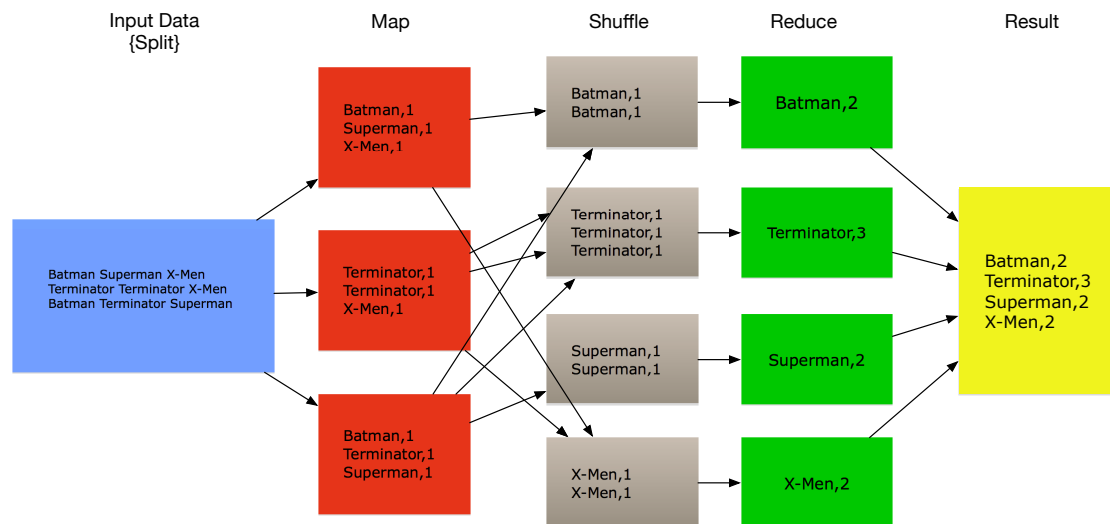 Input Data
{Split}
Map
Shuffle
Reduce
Result
Batman Superman X-Men
Terminator Terminator X-Men
Batman Terminator Superman
Batman,1
Superman,1
X-Men,1
Terminator,1
Terminator,1
X-Men,1
Batman,1
Terminator,1
Superman,1
Batman,1
Batman,1
Terminator,1
Terminator,1
Terminator,1
Superman,1
Superman,1
X-Men,1
X-Men,1
Batman,2
Terminator,3
Superman,2
X-Men,2
Batman,2
Terminator,3
Superman,2
X-Men,2